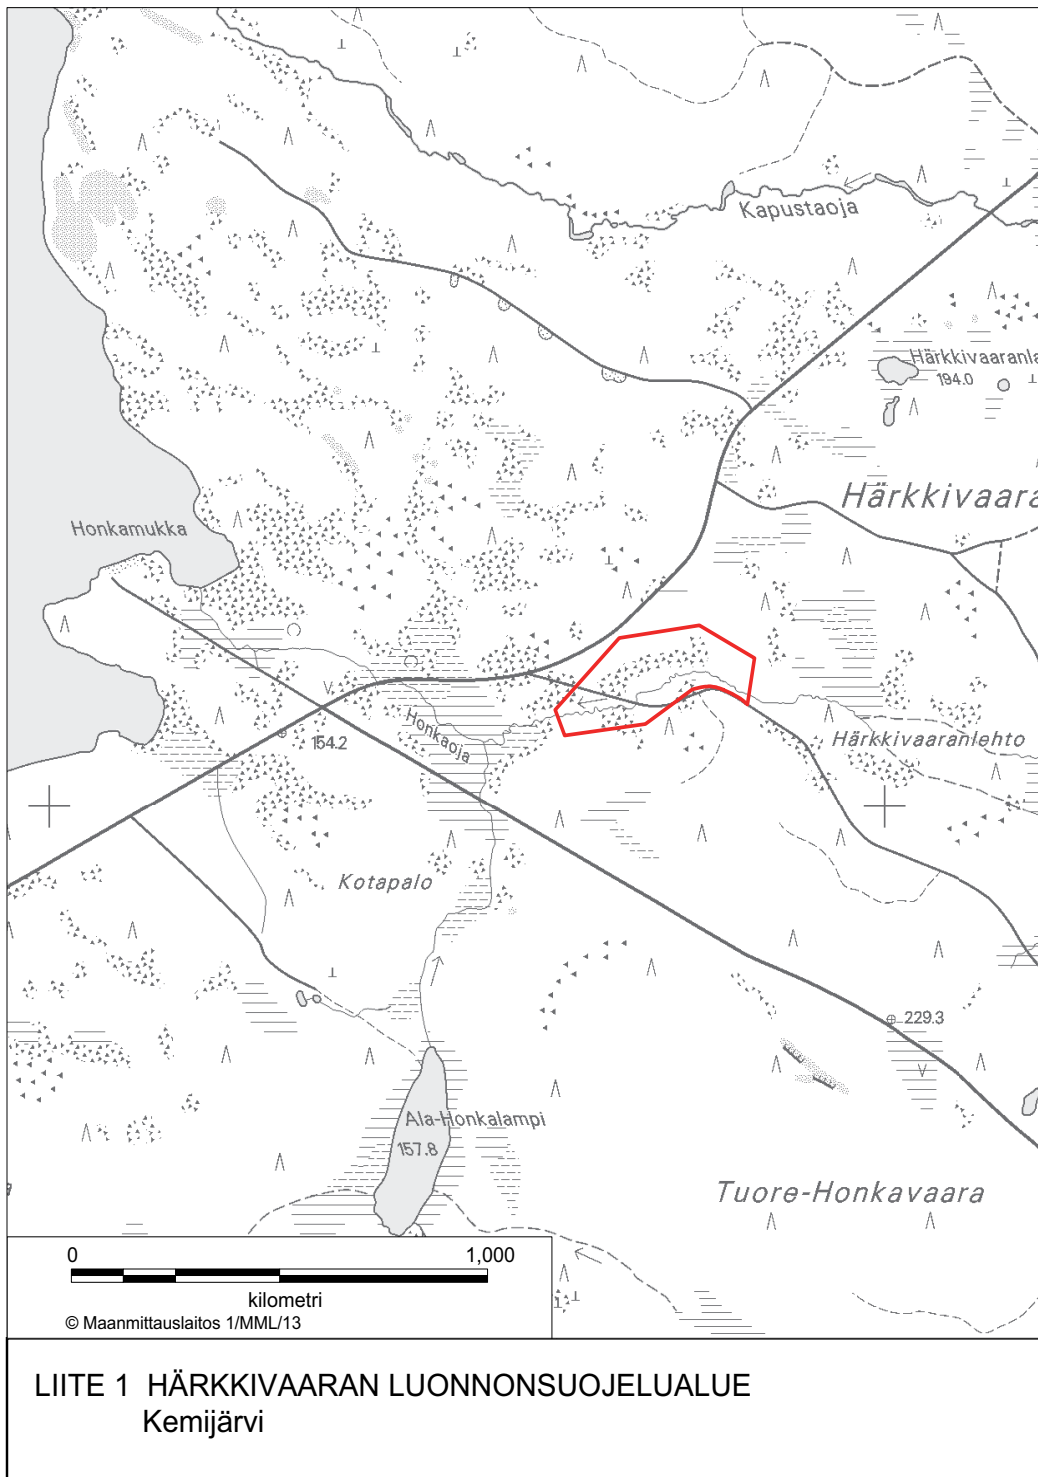 Kapustaoja
Härkkivaaranla
194.0
Härkkivaara
Honkamukka
Honkaoja
154.2
Härkkivaaranlehto
Kotapalo
229.3
Ala-Honkalampi
157.8
Tuore-Honkavaara
0 1,000
kilometri
© Maanmittauslaitos 1/MML/13
LIITE 1 HÄRKKIVAARAN LUONNONSUOJELUALUE
Kemijärvi